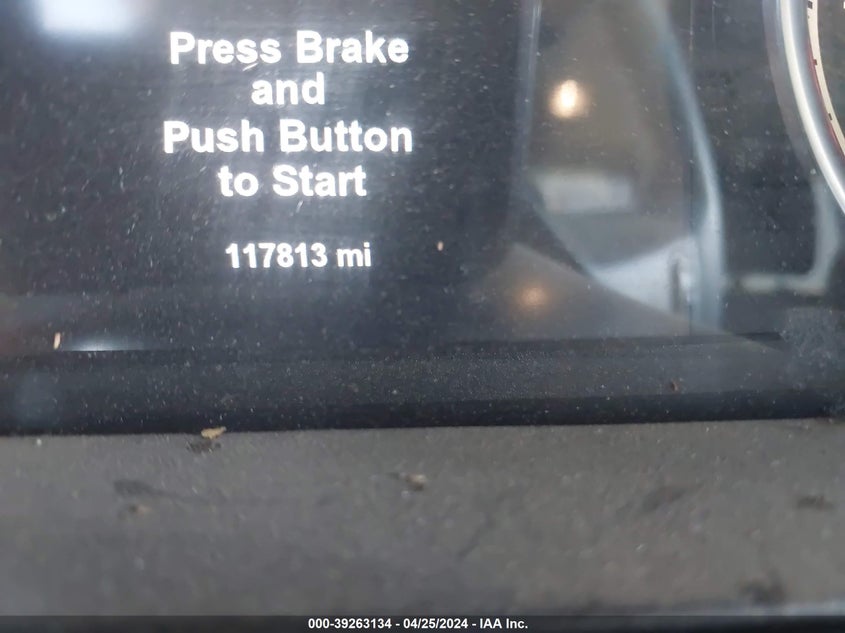 Press Brake
and
Push Button
to Start
117813 mi
000-39263134 - 04/25/2024 - IAA Inc.